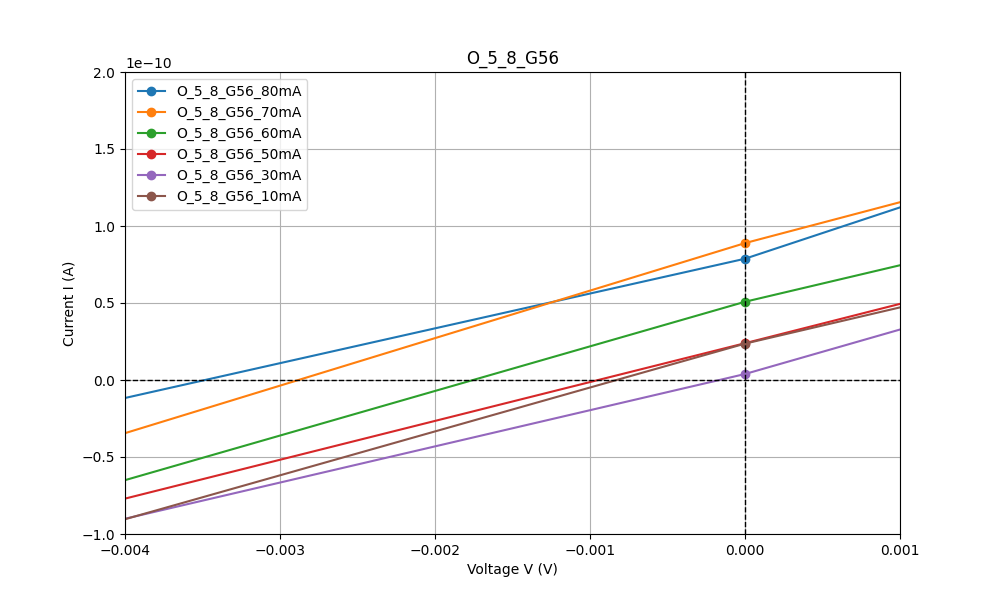 O_5_8_G56
1e−10
2.0
1.5
1.0
0.5
0.0
−0.5
−1.0
Current I (A)
O_5_8_G56_80mA
O_5_8_G56_70mA
O_5_8_G56_60mA
O_5_8_G56_50mA
O_5_8_G56_30mA
O_5_8_G56_10mA
−0.004 −0.003 −0.002 −0.001 0.000 0.001
Voltage V (V)